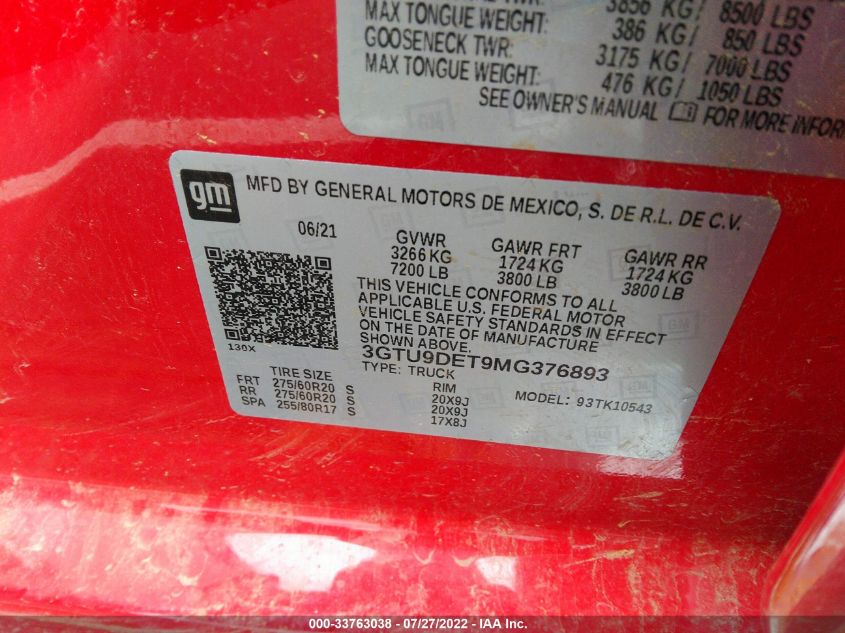 3856 KG/ 8500 LBS
MAX TONGUE WEIGHT: 386 KG/ 850 LBS
GOOSENECK TWR: 3175 KG/ 7000 LBS
MAX TONGUE WEIGHT: 476 KG/ 1050 LBS
SEE OWNER'S MANUAL FOR MORE INFOR
gm MFD BY GENERAL MOTORS DE MEXICO, S. DE R.L. DE C.V.
06/21 GVWR GAWR FRT GAWR RR
3266 KG 1724 KG 1724 KG
7200 LB 3800 LB 3800 LB
THIS VEHICLE CONFORMS TO ALL
APPLICABLE U.S. FEDERAL MOTOR
VEHICLE SAFETY STANDARDS IN EFFECT
ON THE DATE OF MANUFACTURE
SHOWN ABOVE.
130X
3GTU9DET9MG376893
TYPE: TRUCK
MODEL: 93TK10543
TIRE SIZE RIM
FRT 275/60R20 S 20X9J
RR 275/60R20 S 20X9J
SPA 255/80R17 S 17X8J
000-33763038 - 07/27/2022 - IAA Inc.